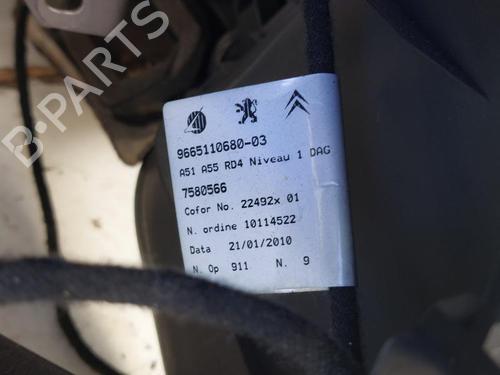 B-PARTS
9665110680-03
A51 A55 RD4 Niveau 1 DAG
7580566
Cofor No. 22492x 01
N. ordine 10114522
Data 21/01/2010
N. Op 911 N. 9